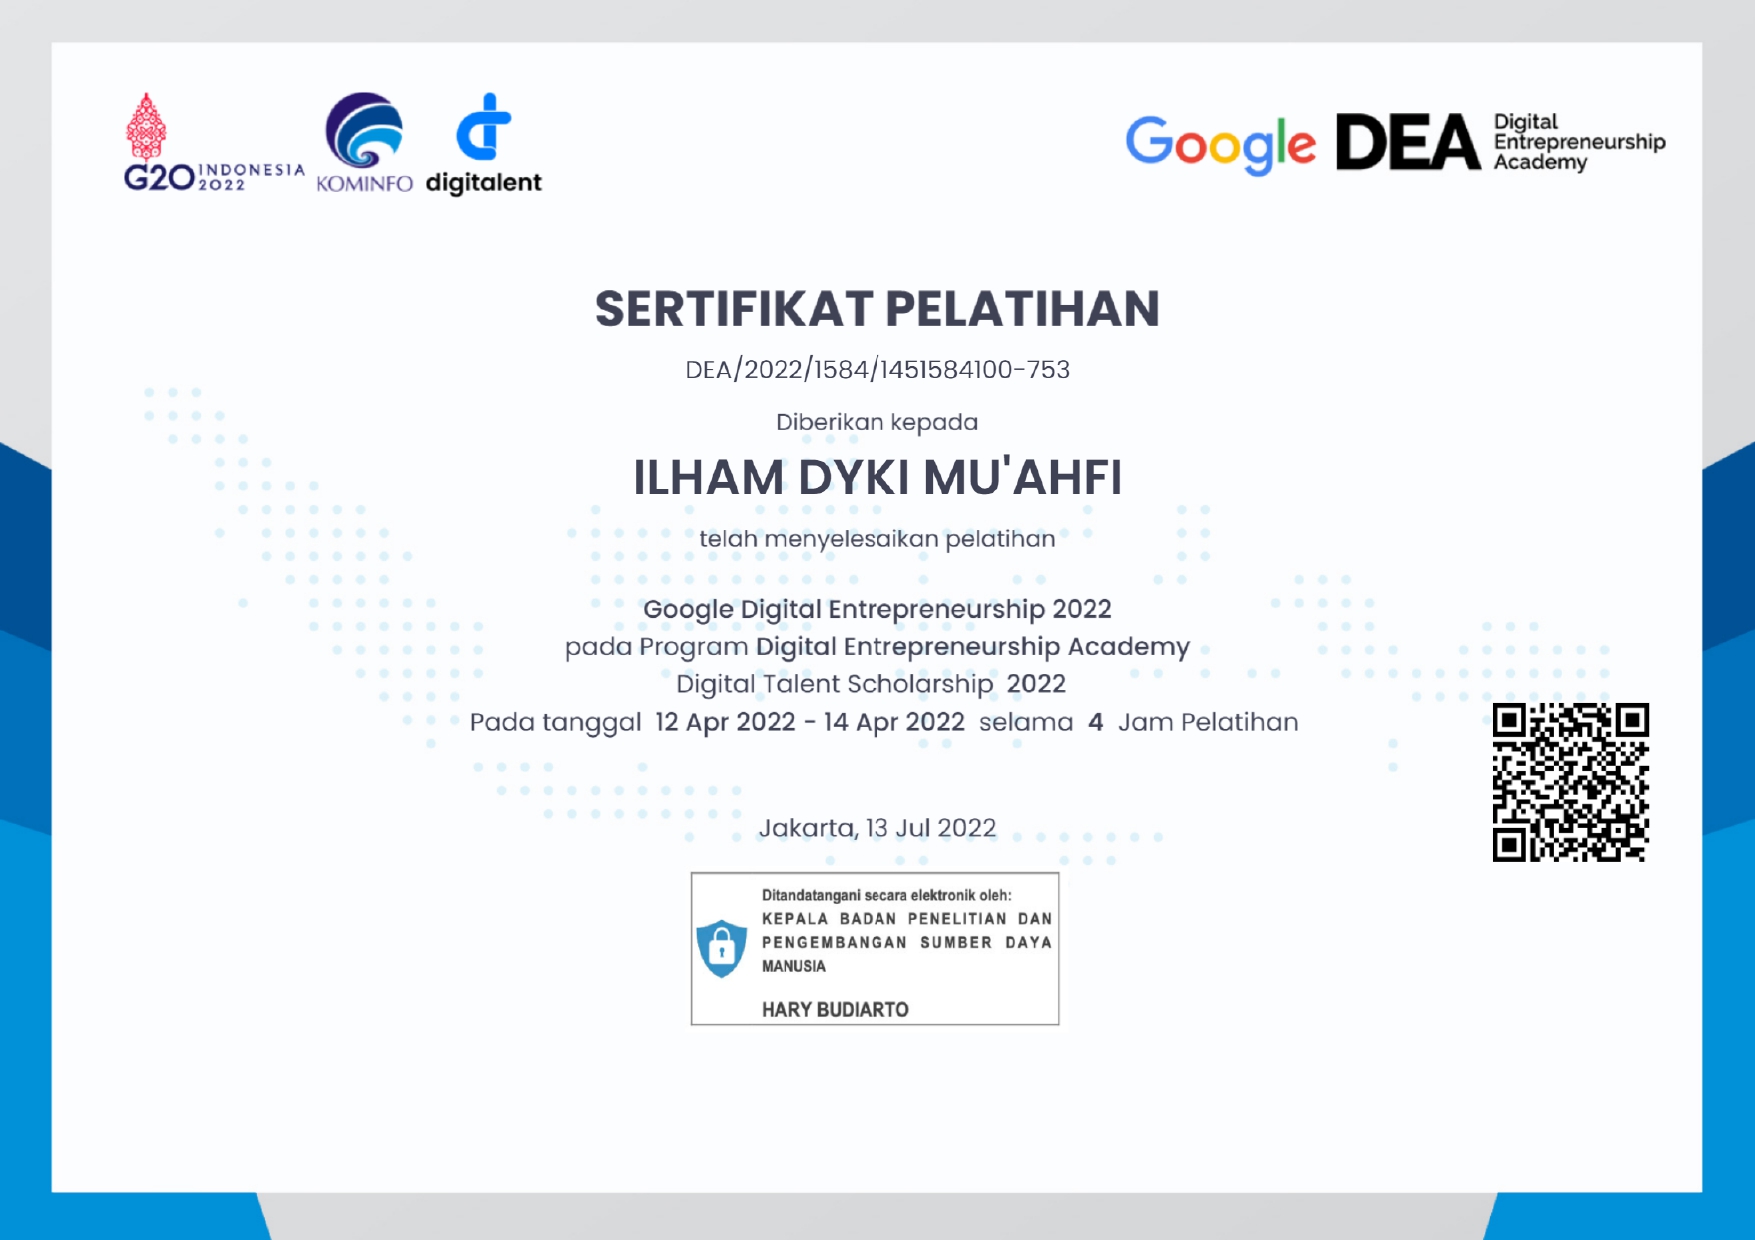 G20 INDONESIA 2022
KOMINFO
digitalent
Google
DEA
Digital
Entrepreneurship
Academy
SERTIFIKAT PELATIHAN
DEA/2022/1584/1451584100-753
Diberikan kepada
ILHAM DYKI MU'AHFI
telah menyelesaikan pelatihan
Google Digital Entrepreneurship 2022
pada Program Digital Entrepreneurship Academy
Digital Talent Scholarship 2022
Pada tanggal 12 Apr 2022 - 14 Apr 2022 selama 4 Jam Pelatihan
Jakarta, 13 Jul 2022
Ditandatangani secara elektronik oleh:
KEPALA BADAN PENELITIAN DAN
PENGEMBANGAN SUMBER DAYA
MANUSIA
HARY BUDIARTO